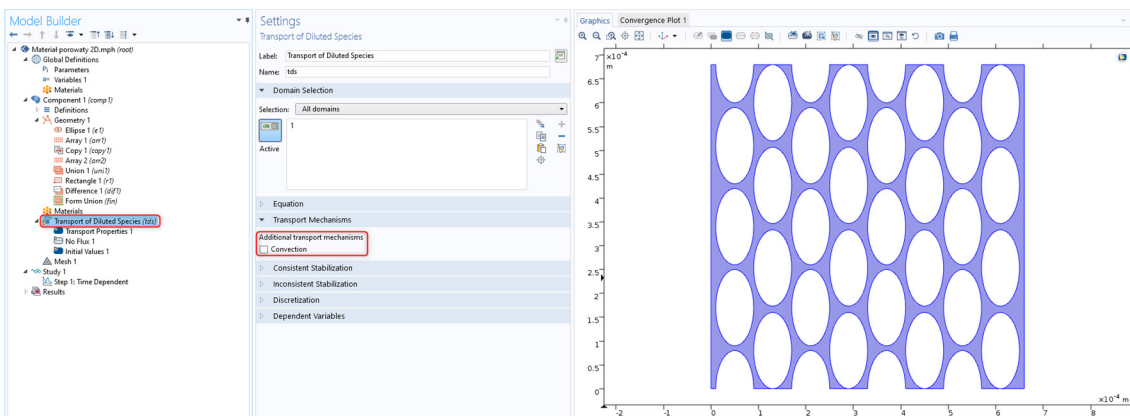 Model Builder
Material porowaty 2D.mph (root)
Global Definitions
Pi Parameters
a= Variables 1
Materials
Component 1 (comp1)
Definitions
Geometry 1
Ellipse 1 (e1)
Array 1 (arr1)
Copy 1 (copy1)
Array 2 (arr2)
Union 1 (uni1)
Rectangle 1 (r1)
Difference 1 (dif1)
Form Union (fin)
Materials
Transport of Diluted Species (tds)
Transport Properties 1
No Flux 1
Initial Values 1
Mesh 1
Study 1
Step 1: Time Dependent
Results
Settings
Transport of Diluted Species
Label: Transport of Diluted Species
Name: tds
Domain Selection
Selection: All domains
1
Active
Equation
Transport Mechanisms
Additional transport mechanisms
Convection
Consistent Stabilization
Inconsistent Stabilization
Discretization
Dependent Variables
Graphics Convergence Plot 1
7 ×10⁻⁴
m
6.5
6
5.5
5
4.5
4
3.5
3
2.5
2
1.5
1
0.5
0
-2 -1 0 1 2 3 4 5 6 7 8
×10⁻⁴ m